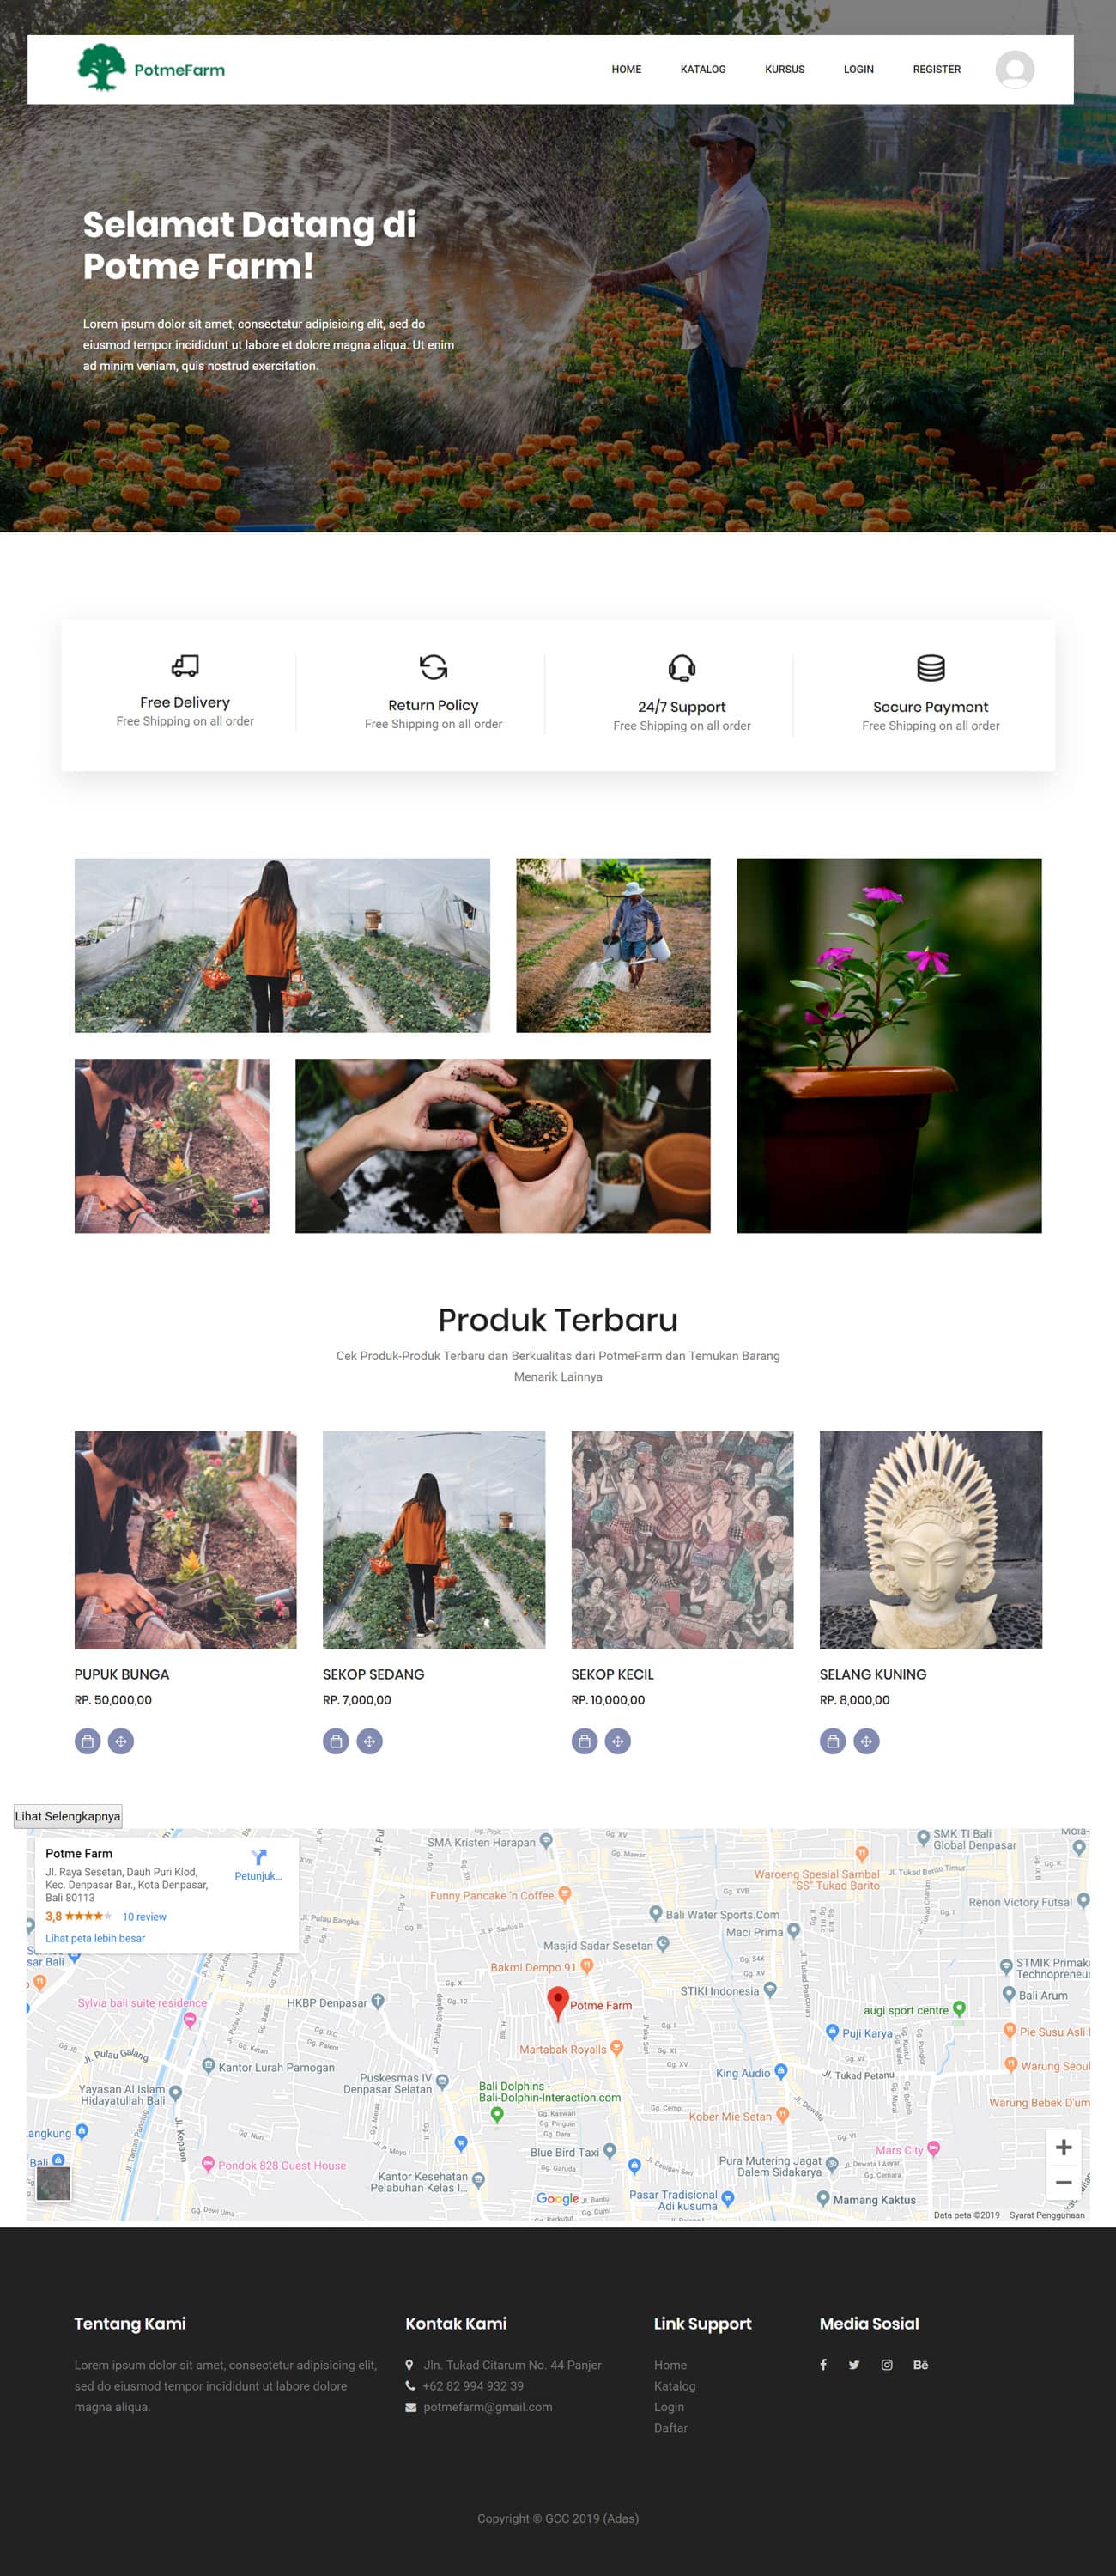 PotmeFarm
HOME KATALOG KURSUS LOGIN REGISTER
Selamat Datang di
Potme Farm!
Lorem ipsum dolor sit amet, consectetur adipisicing elit, sed do
eiusmod tempor incididunt ut labore et dolore magna aliqua. Ut enim
ad minim veniam, quis nostrud exercitation.
Free Delivery
Free Shipping on all order
Return Policy
Free Shipping on all order
24/7 Support
Free Shipping on all order
Secure Payment
Free Shipping on all order
Produk Terbaru
Cek Produk-Produk Terbaru dan Berkualitas dari PotmeFarm dan Temukan Barang
Menarik Lainnya
PUPUK BUNGA
RP. 50,000,00
SEKOP SEDANG
RP. 7,000,00
SEKOP KECIL
RP. 10,000,00
SELANG KUNING
RP. 8,000,00
Lihat Selengkapnya
Potme Farm
Jl. Raya Sesetan, Dauh Puri Klod,
Kec. Denpasar Bar., Kota Denpasar,
Bali 80113
3,8 10 review
Lihat peta lebih besar
Petunjuk...
SMA Kristen Harapan
SMK TI Bali
Global Denpasar
Funny Pancake 'n Coffee
Waroeng Spesial Sambal
"SS" Tukad Barito
Jl. Tukad Barito Timur
Renon Victory Futsal
Bali Water Sports.Com
Maci Prima
Jl. Pulau Bangka
Masjid Sadar Sesetan
Bakmi Dempo 91
STIKI Indonesia
STMIK Primak
Technopreneur
Bali Arum
Sylvia bali suite residence
HKBP Denpasar
Potme Farm
augi sport centre
Puji Karya
Pie Susu Asli
Martabak Royalls
Jl. Pulau Galang
Kantor Lurah Pamogan
Puskesmas IV
Denpasar Selatan
King Audio
Jl. Tukad Petanu
Warung Seoul
Yayasan Al Islam
Hidayatullah Bali
Bali Dolphins -
Bali-Dolphin-Interaction.com
Kober Mie Setan
Warung Bebek D'um
Jl. Kepaon
Blue Bird Taxi
Mars City
Pondok 828 Guest House
Pura Mutering Jagat
Dalem Sidakarya
Kantor Kesehatan
Pelabuhan Kelas I...
Google
Pasar Tradisional
Adi kusuma
Mamang Kaktus
Data peta ©2019 Syarat Penggunaan
Tentang Kami
Lorem ipsum dolor sit amet, consectetur adipisicing elit,
sed do eiusmod tempor incididunt ut labore dolore
magna aliqua.
Kontak Kami
Jln. Tukad Citarum No. 44 Panjer
+62 82 994 932 39
potmefarm@gmail.com
Link Support
Home
Katalog
Login
Daftar
Media Sosial
Copyright © GCC 2019 (Adas)